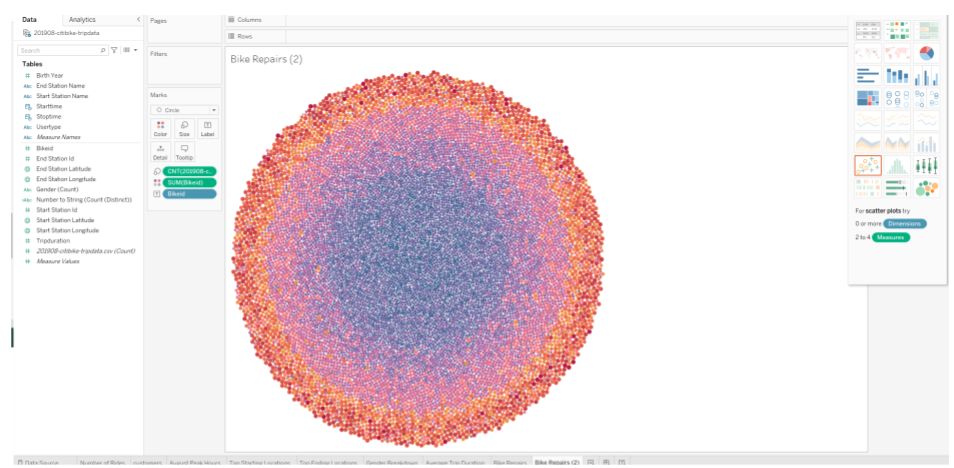 Data Analytics
201908-citibike-tripdata
Search
Tables
Birth Year
Abc End Station Name
Abc Start Station Name
Starttime
Stoptime
Abc Usertype
Abc Measure Names
Bikeid
End Station Id
End Station Latitude
End Station Longitude
Gender (Count)
Number to String (Count (Distinct))
Start Station Id
Start Station Latitude
Start Station Longitude
Tripduration
201908-citibike-tripdata.csv (Count)
Measure Values
Pages
Filters
Marks
Circle
Color Size Label
Detail Tooltip
CNT(201908-c..
SUM(Bikeid)
Bikeid
Columns
Rows
Bike Repairs (2)
For scatter plots try
0 or more Dimensions
2 to 4 Measures
Data Source Number of Rides customers August Peak Hours Top Starting Locations Top Ending Locations Gender Breakdown Average Trip Duration Bike Repairs Bike Repairs (2)